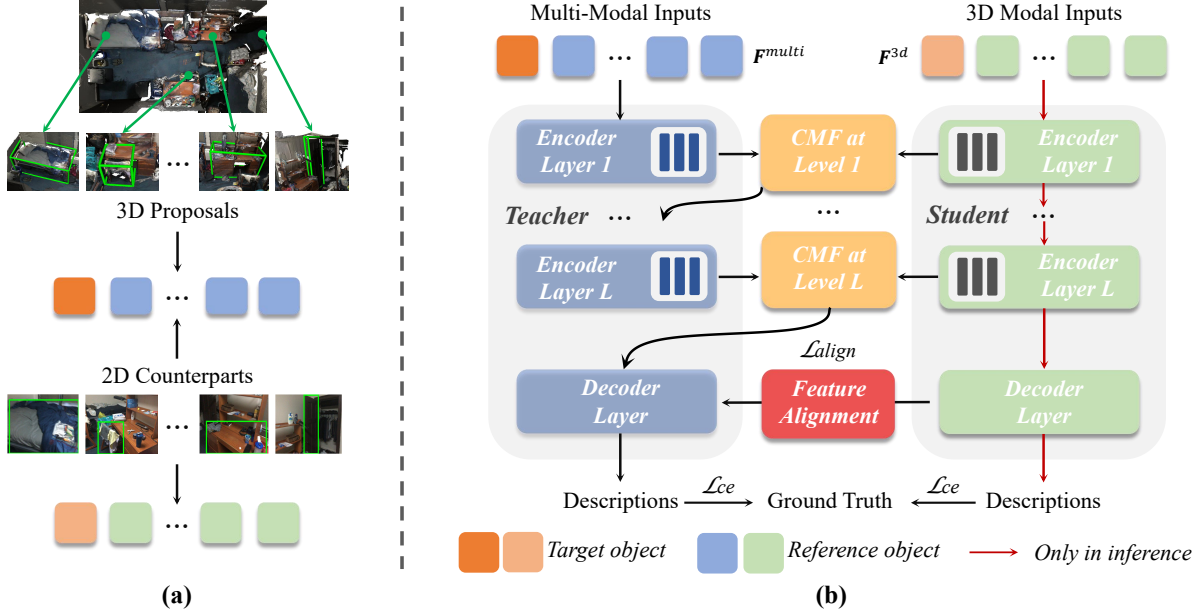 3D Proposals
...
2D Counterparts
...
(a)
Multi-Modal Inputs
3D Modal Inputs
... F^multi
F^3d ...
Encoder
Layer 1
CMF at
Level 1
Encoder
Layer 1
Teacher ...
...
Student ...
Encoder
Layer L
CMF at
Level L
Encoder
Layer L
ℒalign
Decoder
Layer
Feature
Alignment
Decoder
Layer
Descriptions
ℒce
Ground Truth
ℒce
Descriptions
Target object
Reference object
Only in inference
(b)